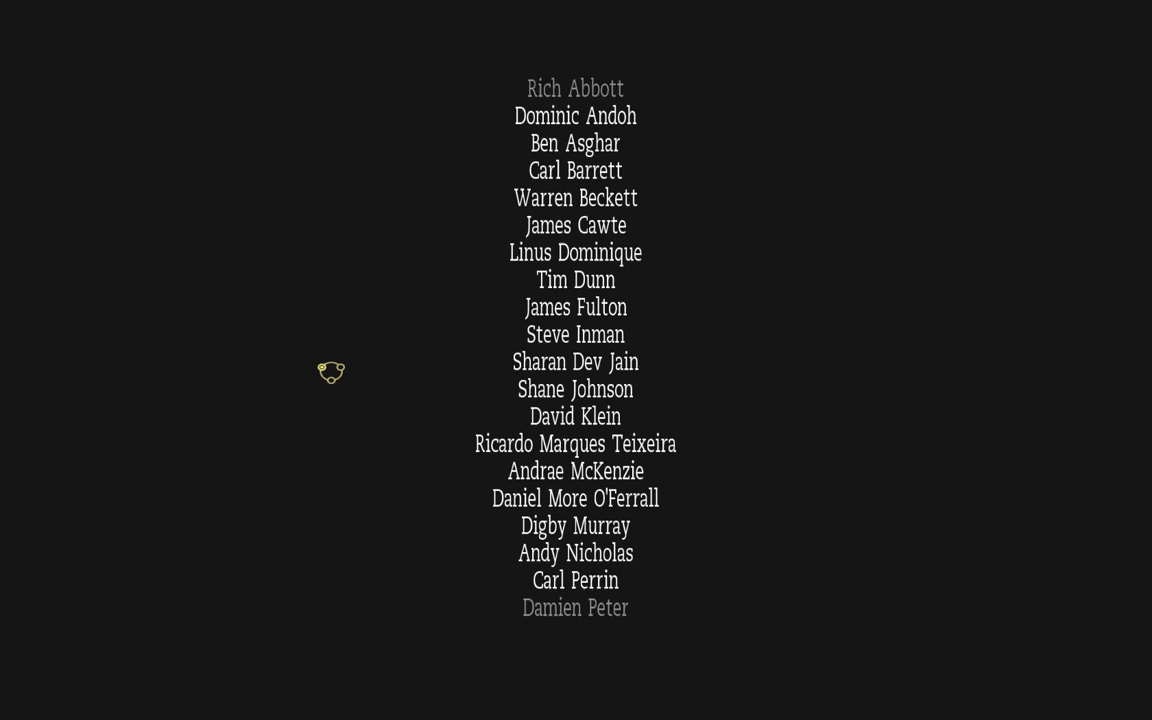 Rich Abbott
Dominic Andoh
Ben Asghar
Carl Barrett
Warren Beckett
James Cawte
Linus Dominique
Tim Dunn
James Fulton
Steve Inman
Sharan Dev Jain
Shane Johnson
David Klein
Ricardo Marques Teixeira
Andrae McKenzie
Daniel More O'Ferrall
Digby Murray
Andy Nicholas
Carl Perrin
Damien Peter